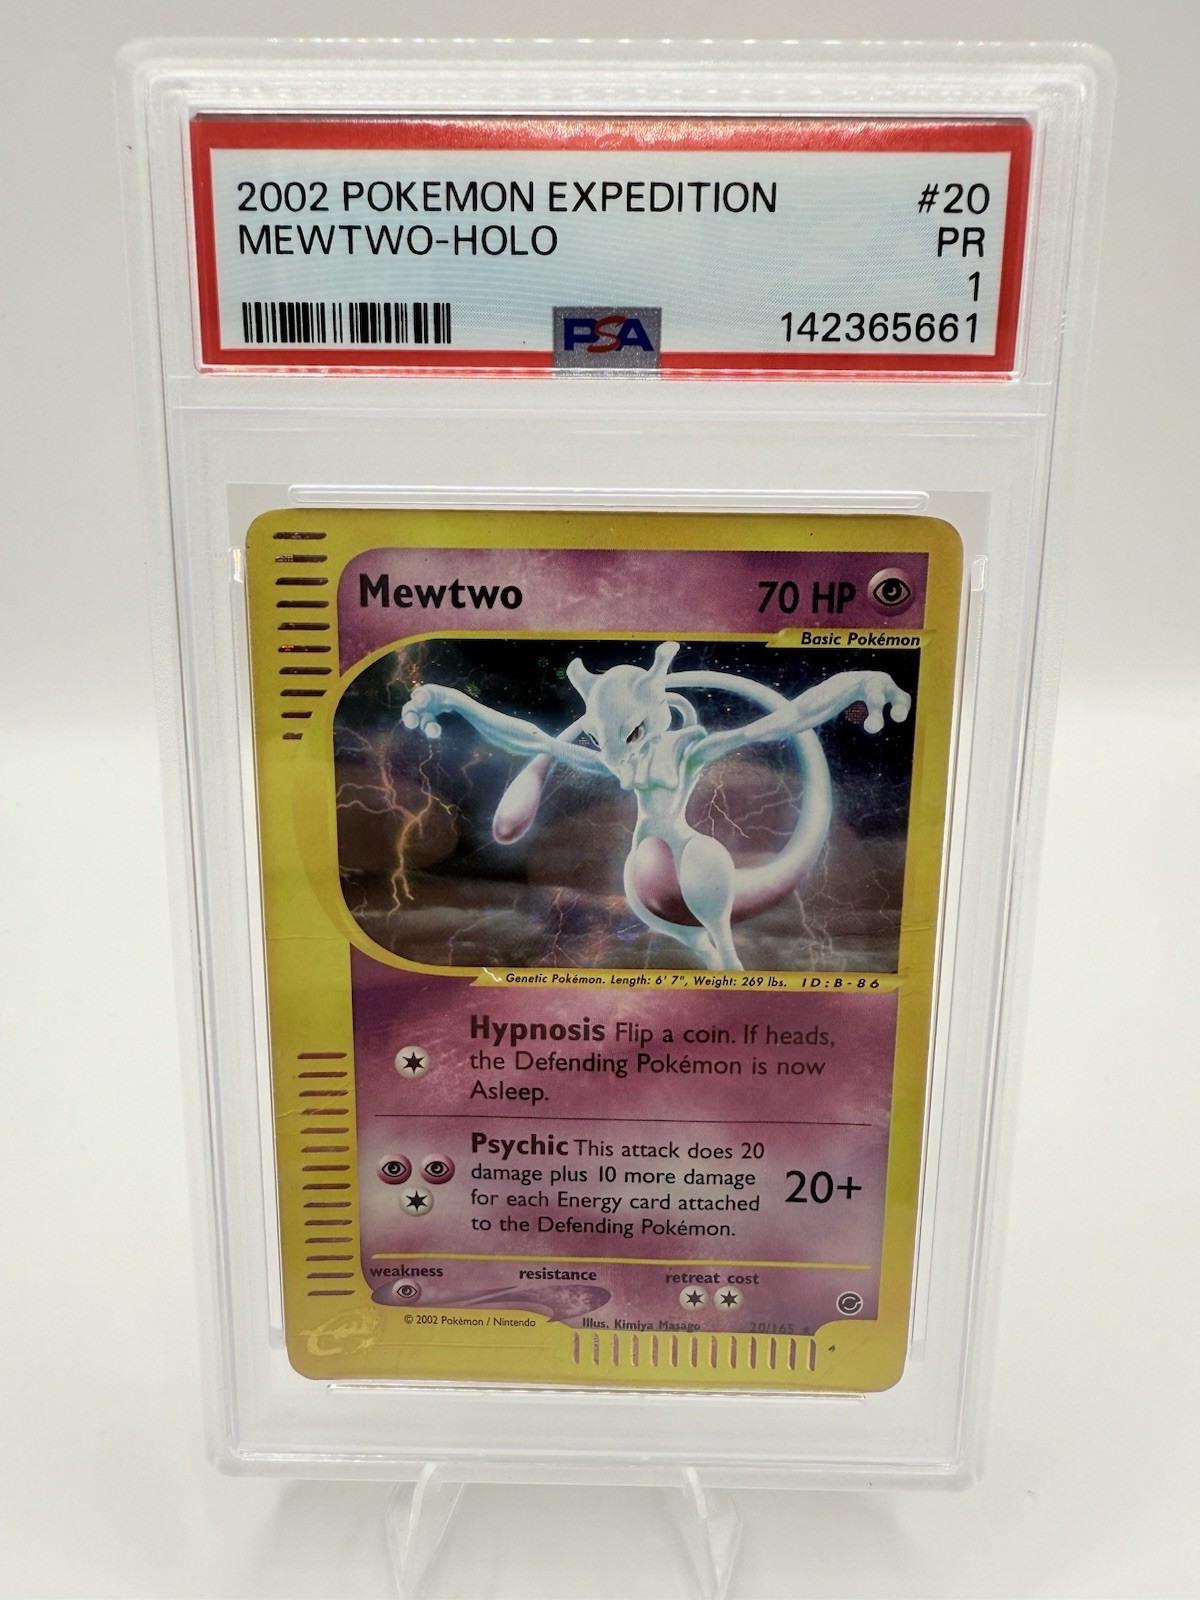 2002 POKEMON EXPEDITION #20
MEWTWO-HOLO PR
1
PSA 142365661
Mewtwo 70 HP
Basic Pokémon
Genetic Pokémon. Length: 6' 7", Weight: 269 lbs. ID:B-86
Hypnosis Flip a coin. If heads,
the Defending Pokémon is now
Asleep.
Psychic This attack does 20
damage plus 10 more damage
for each Energy card attached
to the Defending Pokémon.
20+
weakness resistance retreat cost
© 2002 Pokémon / Nintendo Illus. Kimiya Masago 20/165